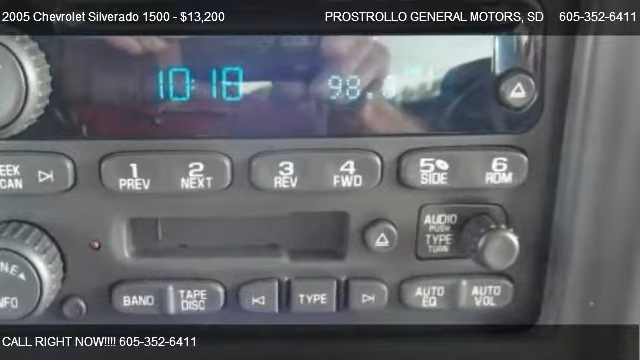 2005 Chevrolet Silverado 1500 - $13,200 PROSTROLLO GENERAL MOTORS, SD 605-352-6411
10:18 98.
EEK CAN
1 PREV
2 NEXT
3 REV
4 FWD
5 SIDE
6 RDM
AUDIO
PUSH
TYPE
TURN
NE
NFO
BAND
TAPE DISC
TYPE
AUTO EQ
AUTO VOL
CALL RIGHT NOW!!!! 605-352-6411